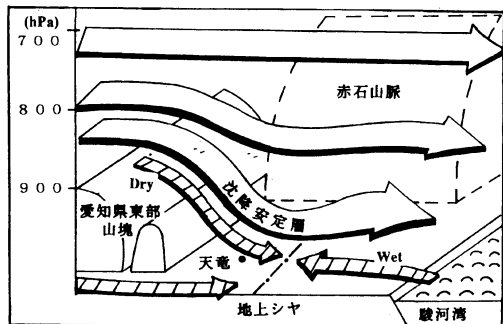 (hPa)
700
800
900
赤石山脈
Dry
沈降安定層
愛知県東部
山塊
天竜
Wet
地上シヤ
駿河湾